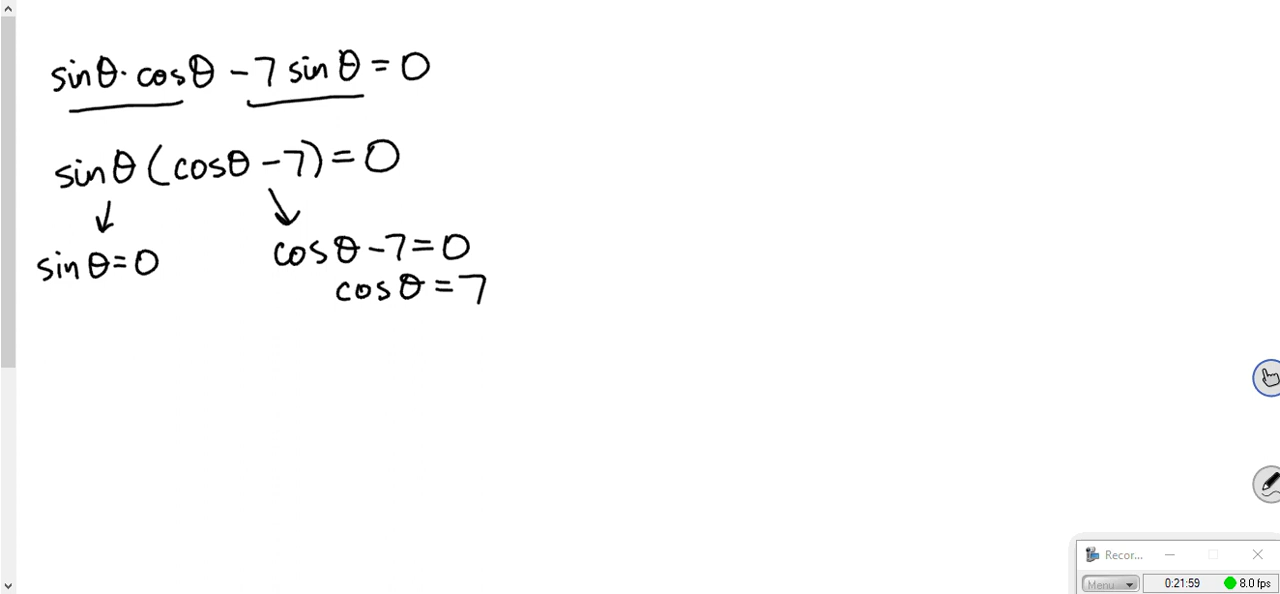 sinθ·cosθ - 7 sinθ = 0
sinθ (cosθ - 7) = 0
sinθ = 0
cosθ - 7 = 0
cosθ = 7
Recor...
Menu
0:21:59
8.0 fps